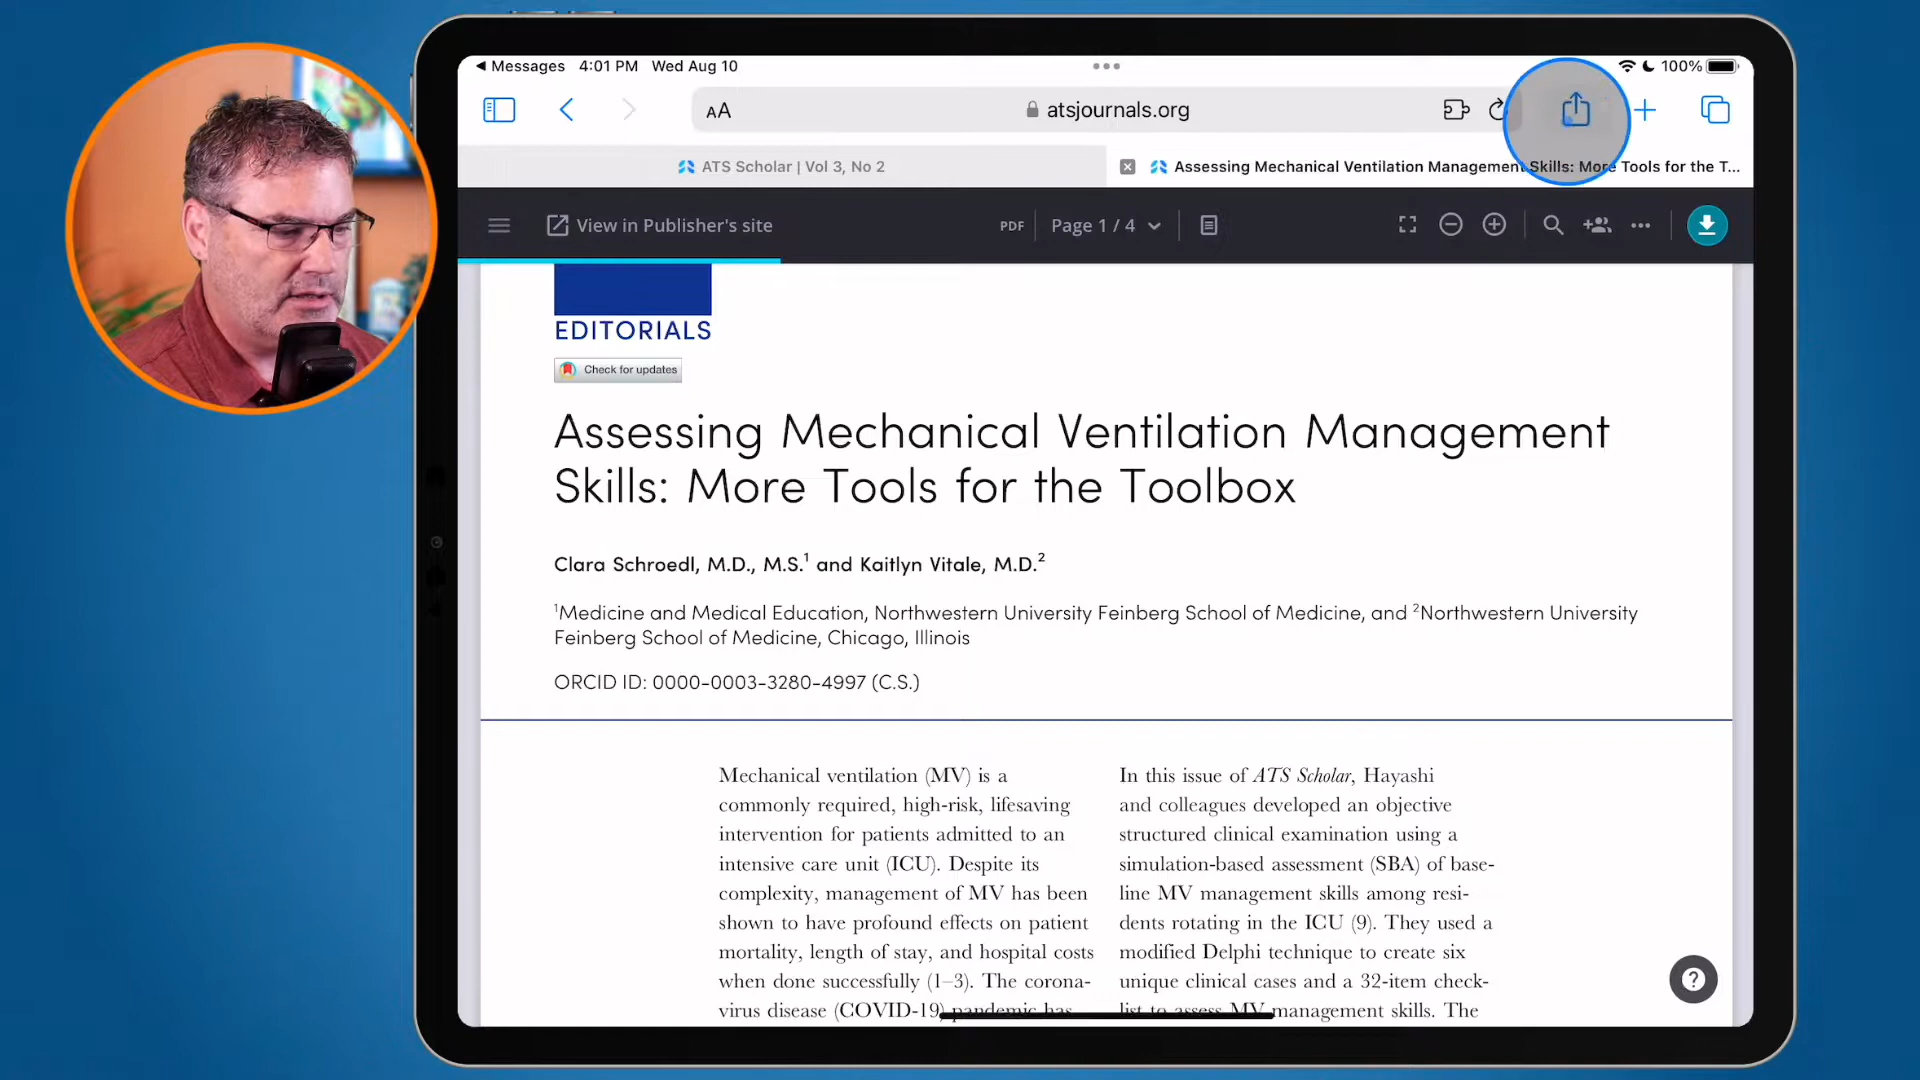 Messages 4:01 PM Wed Aug 10
100%
AA
atsjournals.org
ATS Scholar | Vol 3, No 2
Assessing Mechanical Ventilation Management Skills: More Tools for the T...
View in Publisher's site
PDF
Page 1 / 4
EDITORIALS
Check for updates
Assessing Mechanical Ventilation Management
Skills: More Tools for the Toolbox
Clara Schroedl, M.D., M.S.1 and Kaitlyn Vitale, M.D.2
1Medicine and Medical Education, Northwestern University Feinberg School of Medicine, and 2Northwestern University
Feinberg School of Medicine, Chicago, Illinois
ORCID ID: 0000-0003-3280-4997 (C.S.)
Mechanical ventilation (MV) is a
commonly required, high-risk, lifesaving
intervention for patients admitted to an
intensive care unit (ICU). Despite its
complexity, management of MV has been
shown to have profound effects on patient
mortality, length of stay, and hospital costs
when done successfully (1–3). The corona-
virus disease (COVID-19) pandemic has
In this issue of ATS Scholar, Hayashi
and colleagues developed an objective
structured clinical examination using a
simulation-based assessment (SBA) of base-
line MV management skills among resi-
dents rotating in the ICU (9). They used a
modified Delphi technique to create six
unique clinical cases and a 32-item check-
list to assess MV management skills. The
?